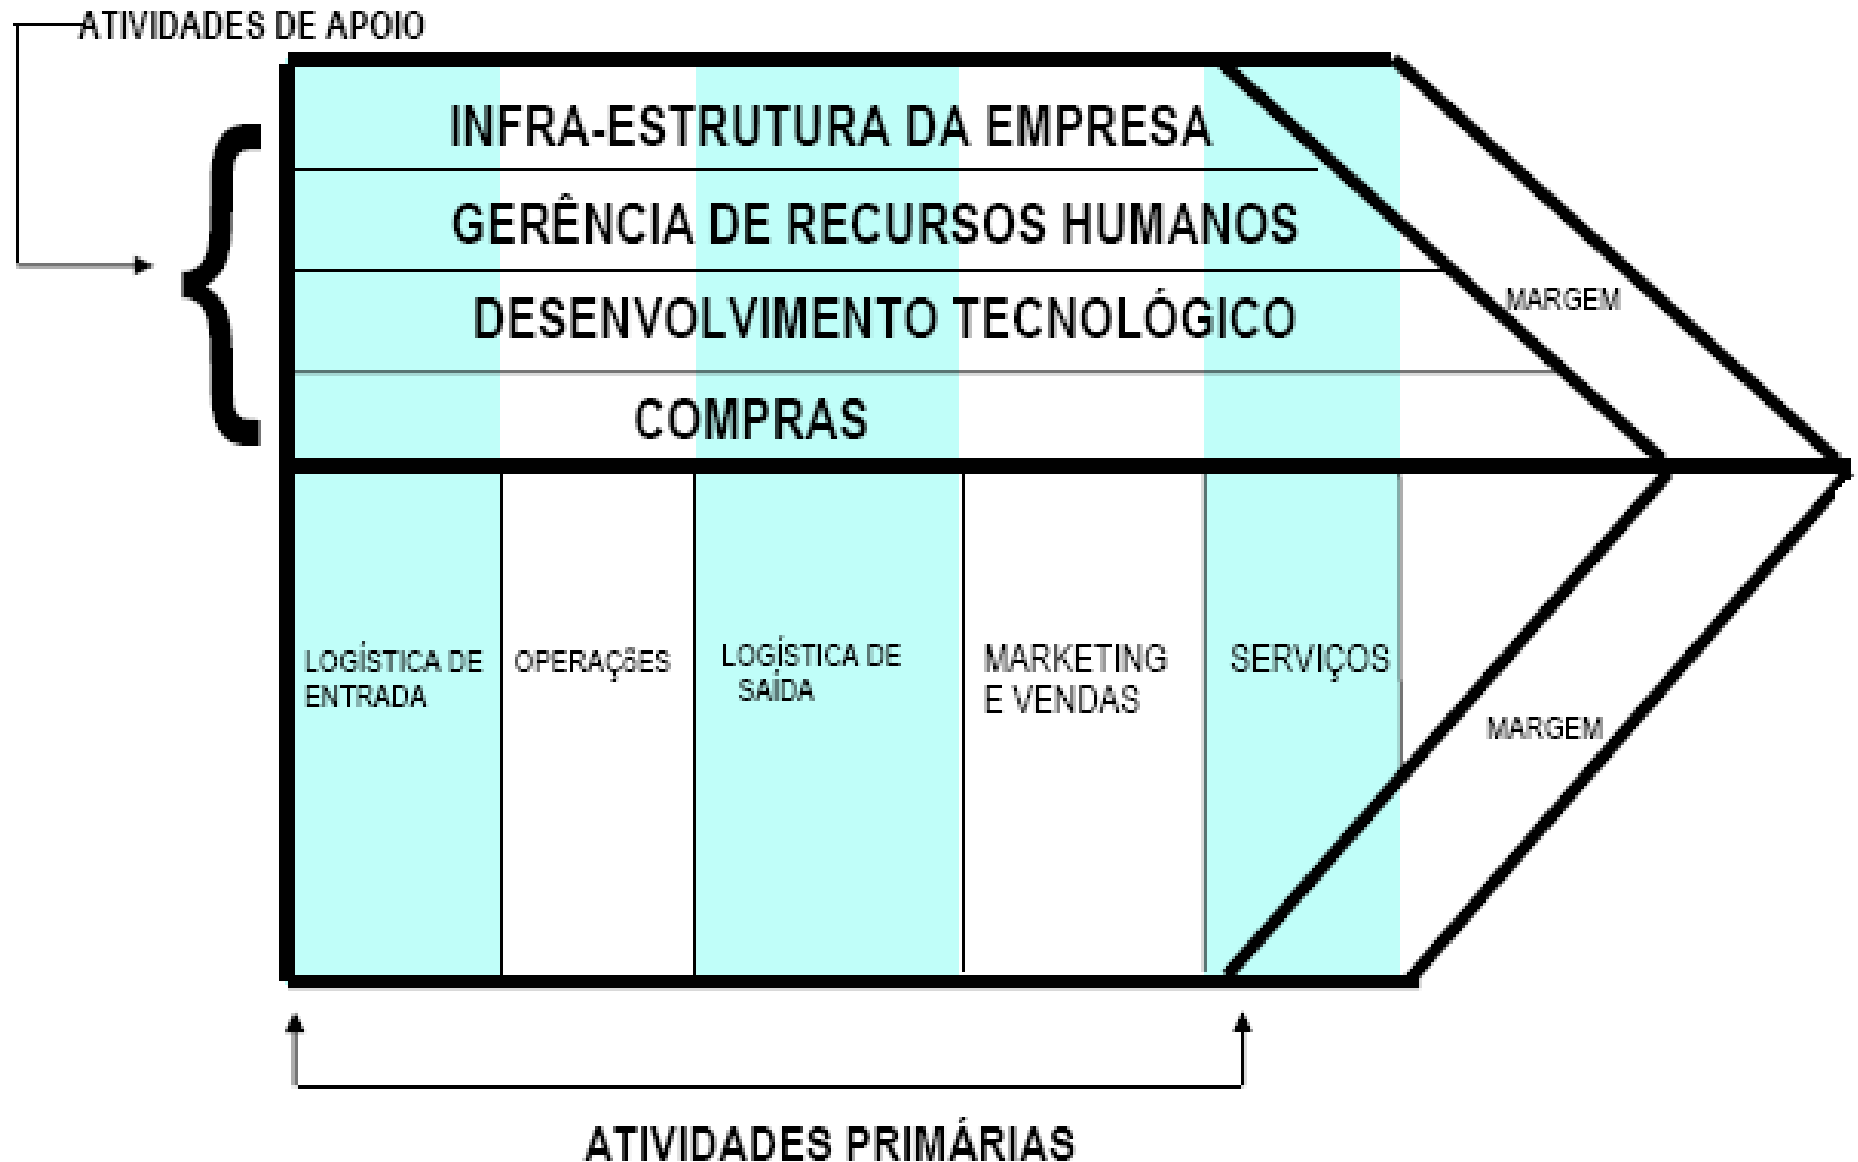 ATIVIDADES DE APOIO
INFRA-ESTRUTURA DA EMPRESA
GERÊNCIA DE RECURSOS HUMANOS
DESENVOLVIMENTO TECNOLÓGICO
MARGEM
COMPRAS
LOGÍSTICA DE
ENTRADA
OPERAÇõES
LOGÍSTICA DE
SAÍDA
MARKETING
E VENDAS
SERVIÇOS
MARGEM
ATIVIDADES PRIMÁRIAS